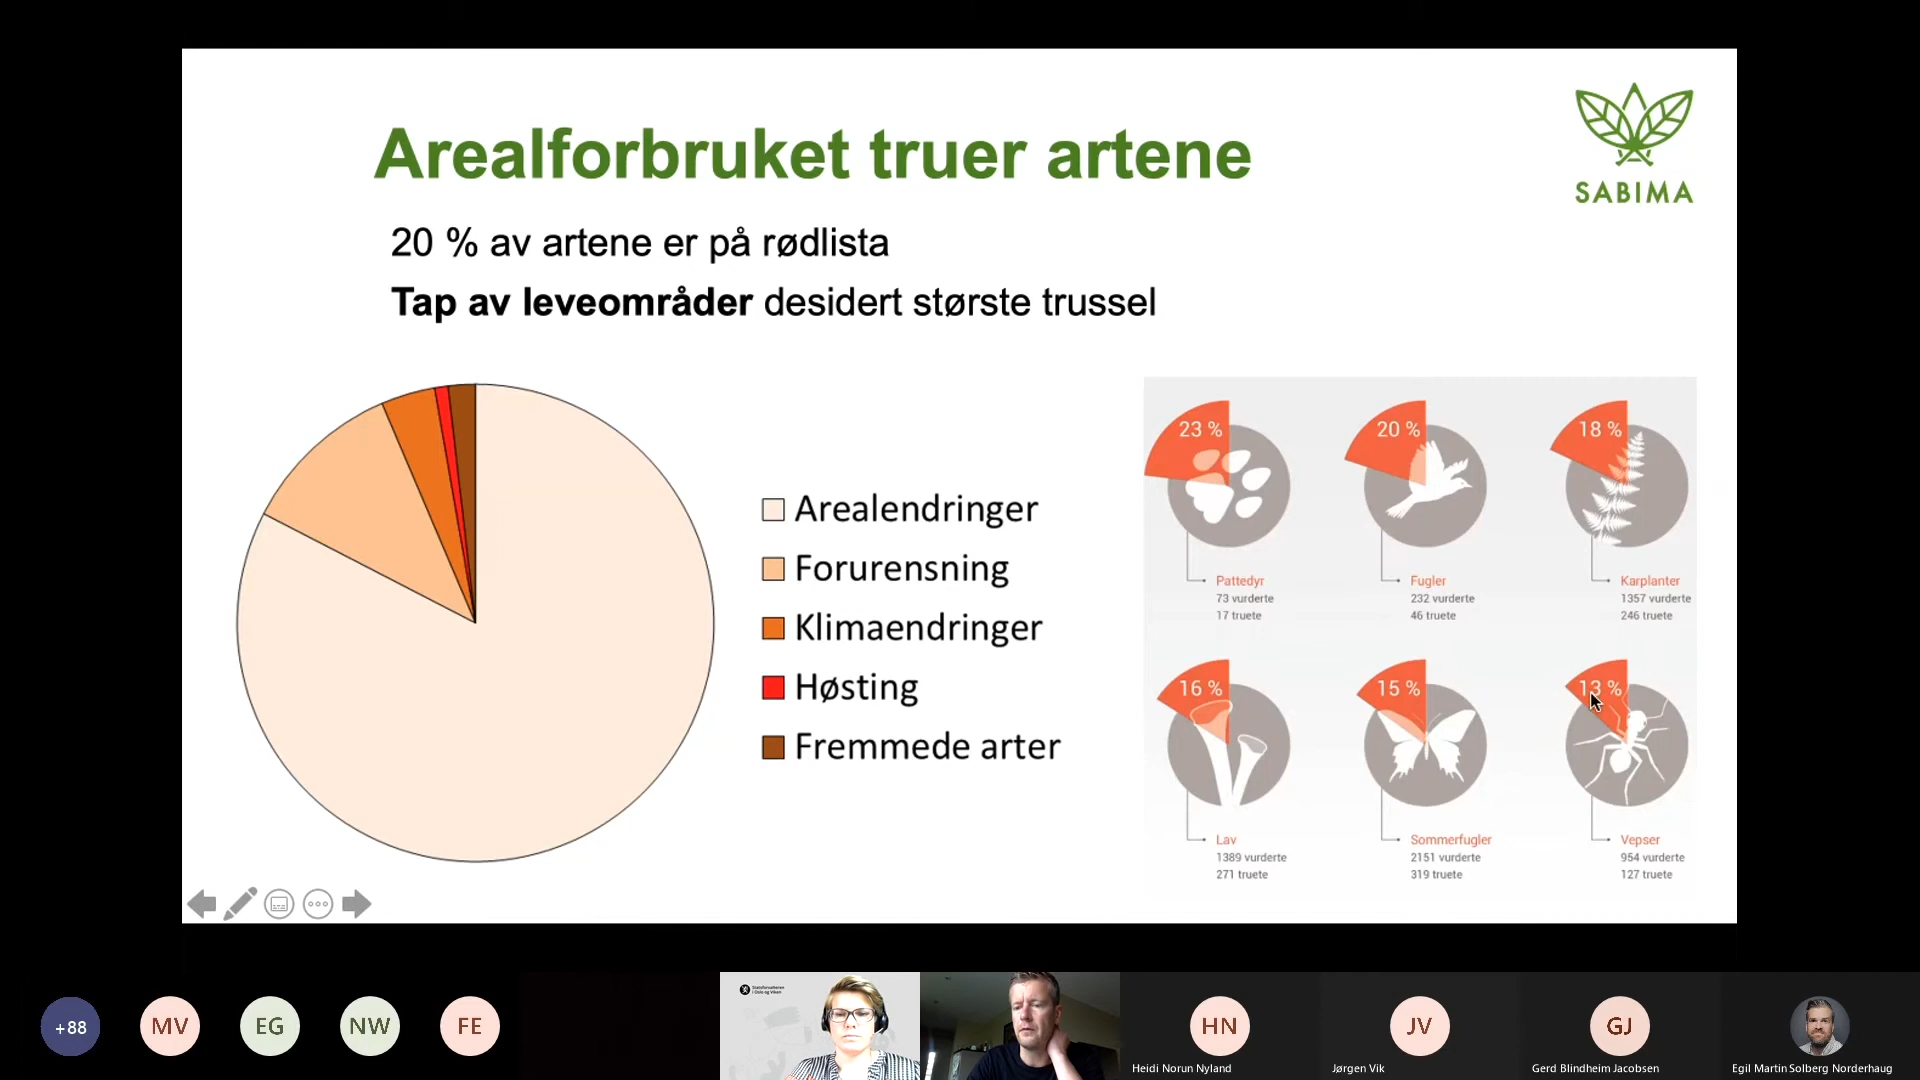 Arealforbruket truer artene
SABIMA
20 % av artene er på rødlista
Tap av leveområder desidert største trussel
Arealendringer
Forurensning
Klimaendringer
Høsting
Fremmede arter
23 %
Pattedyr
73 vurderte
17 truete
20 %
Fugler
232 vurderte
46 truete
18 %
Karplanter
1357 vurderte
246 truete
16 %
Lav
1389 vurderte
271 truete
15 %
Sommerfugler
2151 vurderte
319 truete
13 %
Vepser
954 vurderte
127 truete
+88
MV
EG
NW
FE
Statsforvalteren
i Oslo og Viken
HN
Heidi Norun Nyland
JV
Jørgen Vik
GJ
Gerd Blindheim Jacobsen
Egil Martin Solberg Norderhaug